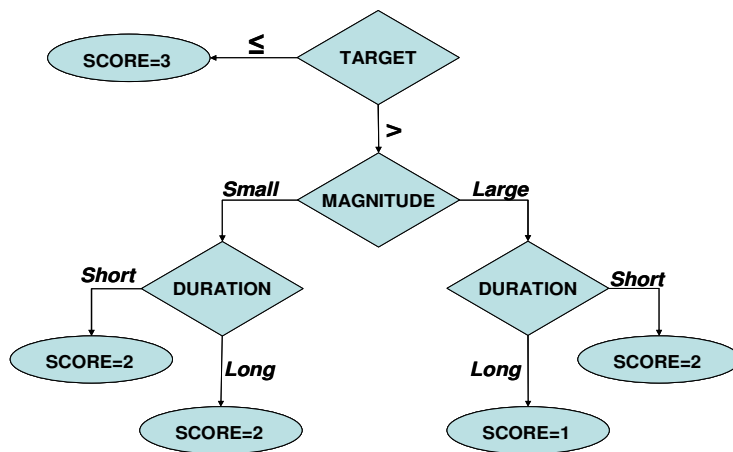 ≤
SCORE=3
TARGET
>
Small
MAGNITUDE
Large
Short
DURATION
DURATION
Short
SCORE=2
Long
Long
SCORE=2
SCORE=2
SCORE=1